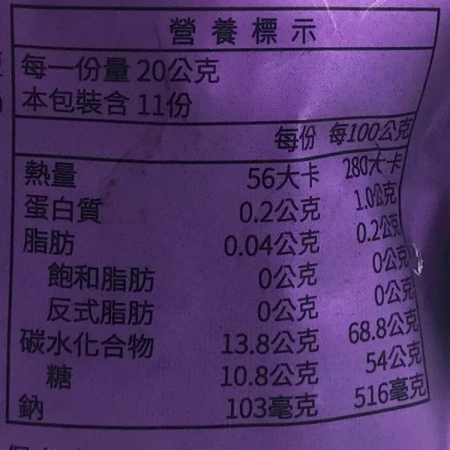 營養標示
每一份量 20公克
本包裝含 11份
每份 每100公克
熱量 56大卡 280大卡
蛋白質 0.2公克 1.0公克
脂肪 0.04公克 0.2公克
飽和脂肪 0公克 0公克
反式脂肪 0公克 0公克
碳水化合物 13.8公克 68.8公克
糖 10.8公克 54公克
鈉 103毫克 516毫克